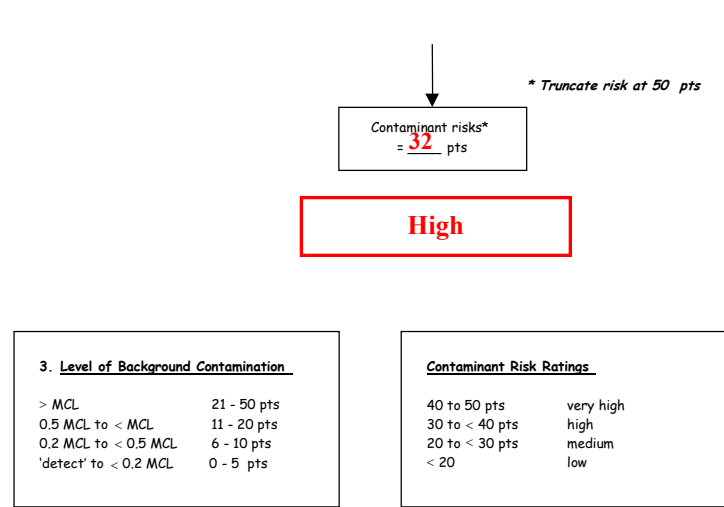 * Truncate risk at 50 pts
Contaminant risks*
= 32 pts
High
3. Level of Background Contamination
> MCL 21 - 50 pts
0.5 MCL to < MCL 11 - 20 pts
0.2 MCL to < 0.5 MCL 6 - 10 pts
'detect' to < 0.2 MCL 0 - 5 pts
Contaminant Risk Ratings
40 to 50 pts very high
30 to < 40 pts high
20 to < 30 pts medium
< 20 low